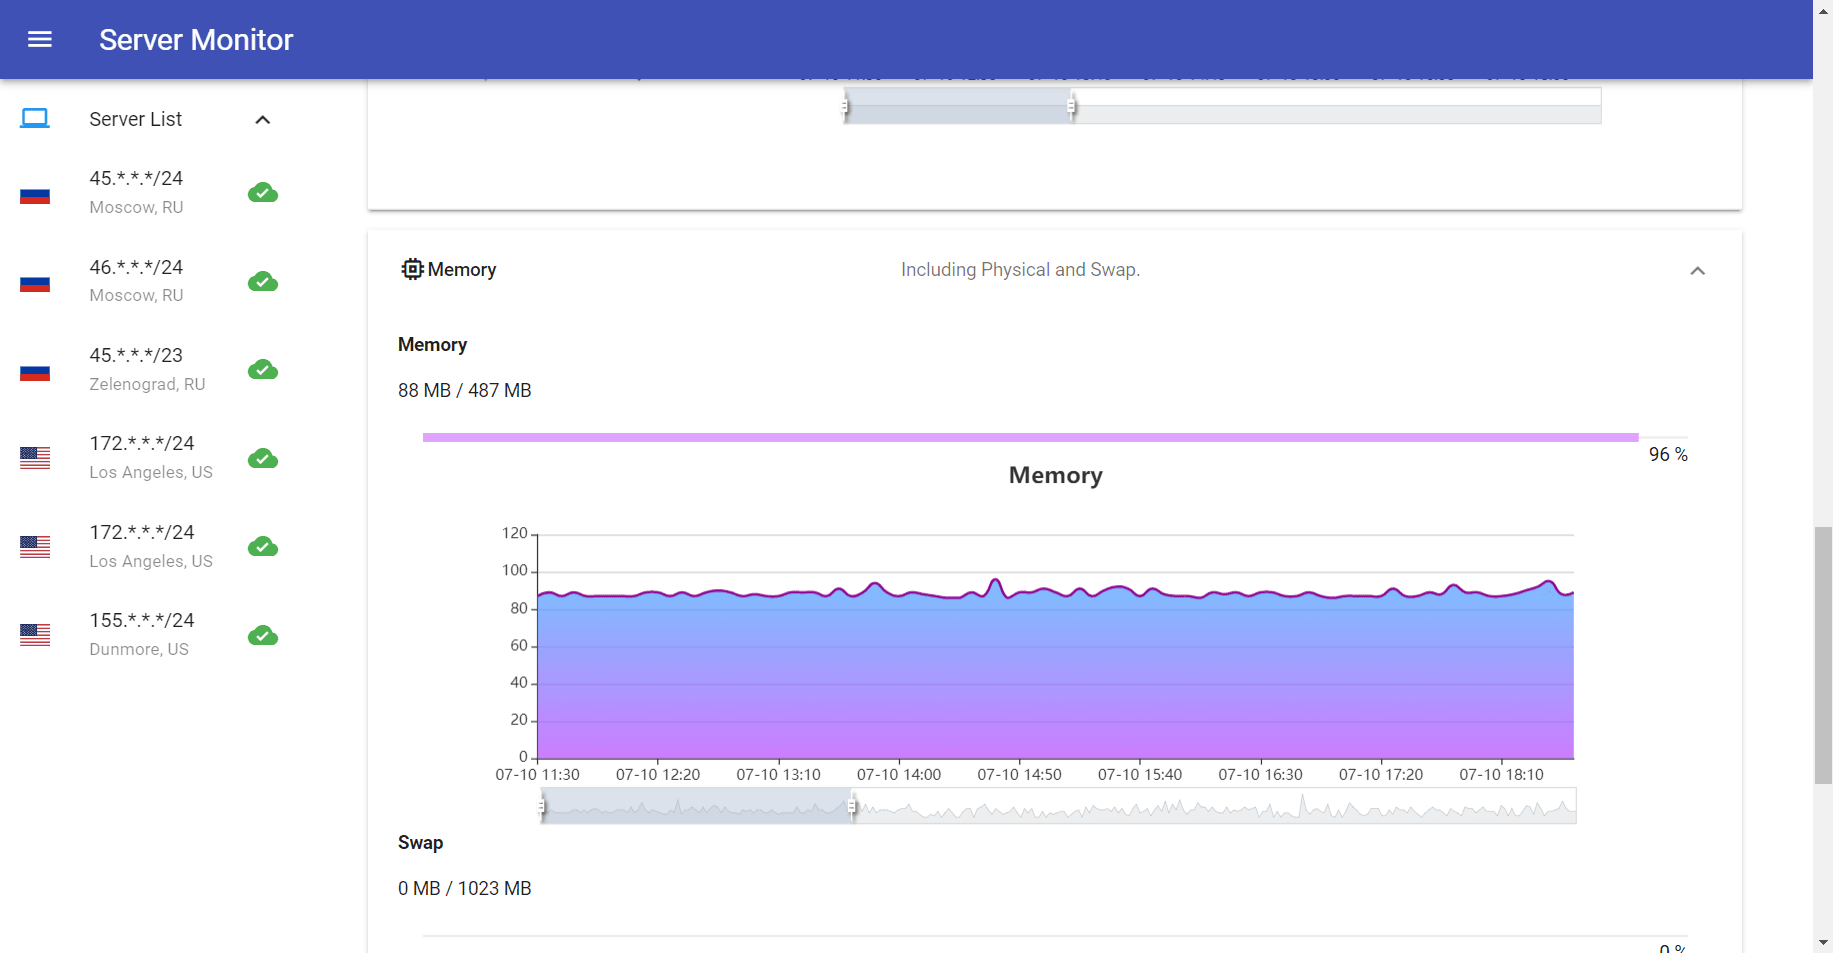 Server Monitor
Server List
45.*.*.*/24
Moscow, RU
46.*.*.*/24
Moscow, RU
45.*.*.*/23
Zelenograd, RU
172.*.*.*/24
Los Angeles, US
172.*.*.*/24
Los Angeles, US
155.*.*.*/24
Dunmore, US
Memory
Including Physical and Swap.
Memory
88 MB / 487 MB
96 %
Memory
120
100
80
60
40
20
0
07-10 11:30 07-10 12:20 07-10 13:10 07-10 14:00 07-10 14:50 07-10 15:40 07-10 16:30 07-10 17:20 07-10 18:10
Swap
0 MB / 1023 MB
0 %